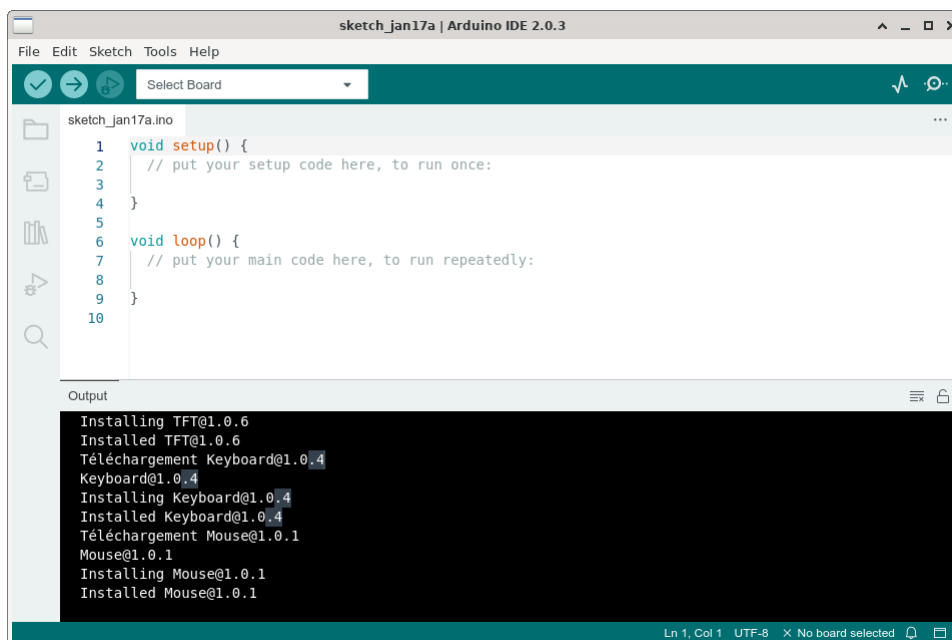 sketch_jan17a | Arduino IDE 2.0.3
File Edit Sketch Tools Help
Select Board
sketch_jan17a.ino
1 void setup() {
2 // put your setup code here, to run once:
3
4 }
5
6 void loop() {
7 // put your main code here, to run repeatedly:
8
9 }
10
Output
Installing TFT@1.0.6
Installed TFT@1.0.6
Téléchargement Keyboard@1.0.4
Keyboard@1.0.4
Installing Keyboard@1.0.4
Installed Keyboard@1.0.4
Téléchargement Mouse@1.0.1
Mouse@1.0.1
Installing Mouse@1.0.1
Installed Mouse@1.0.1
Ln 1, Col 1 UTF-8 × No board selected